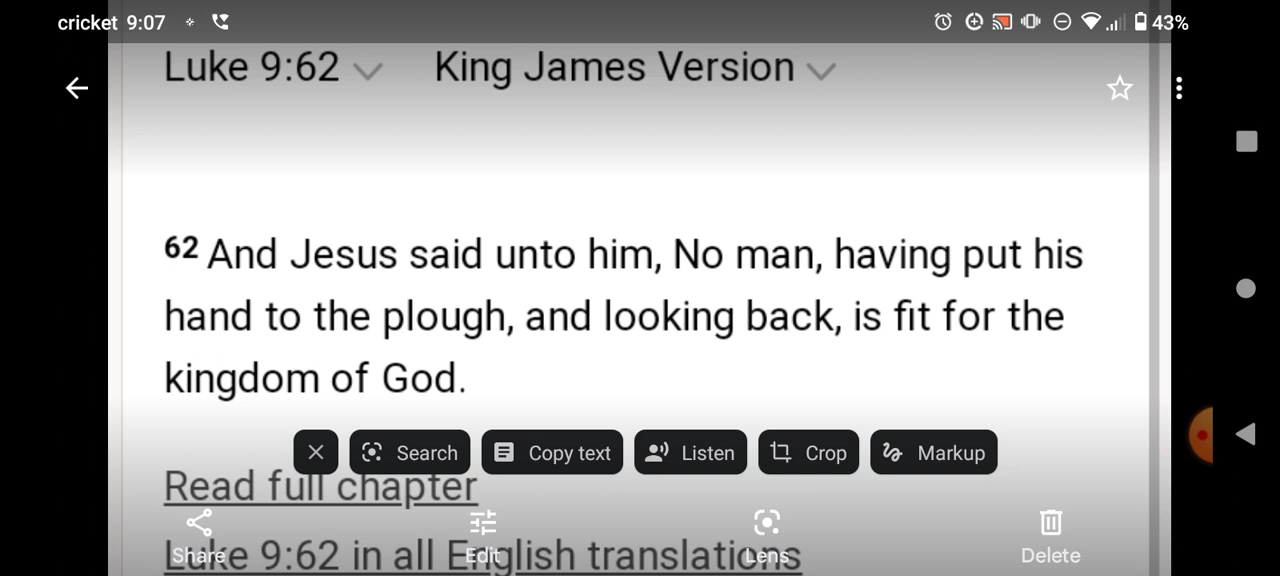 cricket 9:07 43%
Luke 9:62 King James Version
62 And Jesus said unto him, No man, having put his
hand to the plough, and looking back, is fit for the
kingdom of God.
Search Copy text Listen Crop Markup
Read full chapter
Luke 9:62 in all English translations
Share Edit Lens Delete